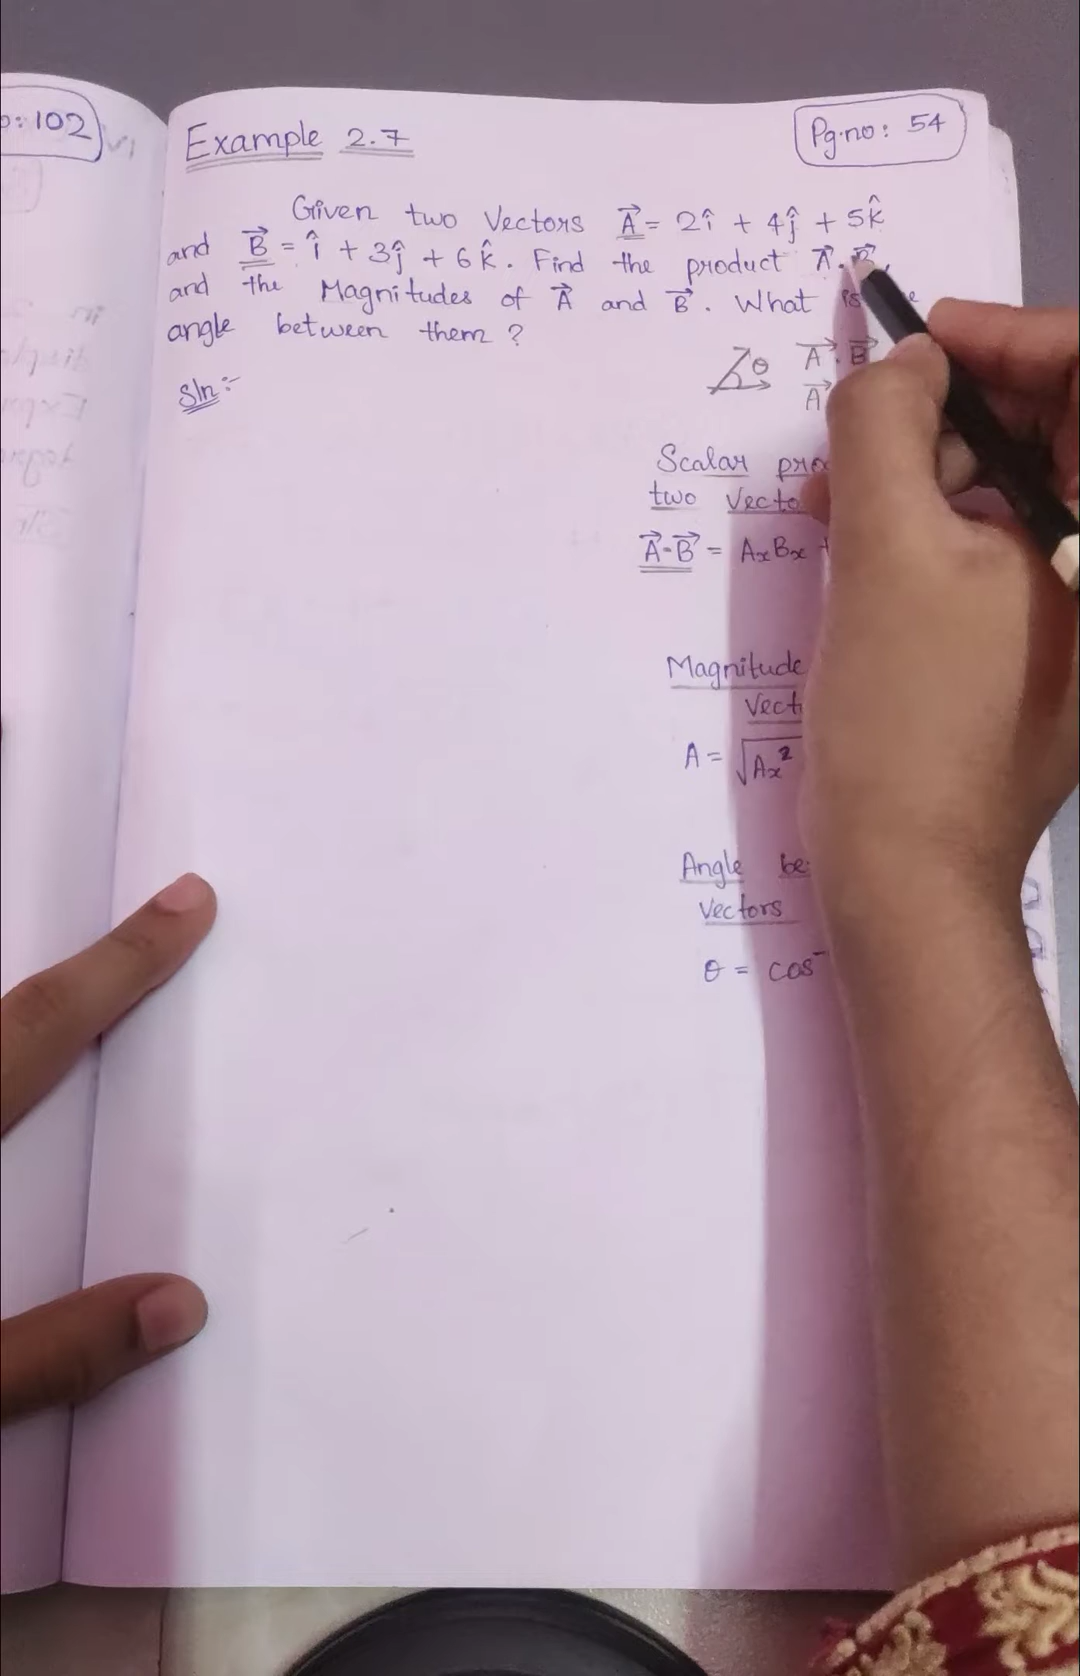 o: 102
Example 2.7
Pg.no: 54
Given two Vectors A⃗ = 2î + 4ĵ + 5k̂
and B⃗ = î + 3ĵ + 6k̂. Find the product A⃗.B⃗,
and the Magnitudes of A⃗ and B⃗. What is
angle between them?
Sln:-
θ A⃗.B⃗
A⃗
Scalar
two
A⃗.B⃗ = AxBx +
Magnitude
A = √Ax²
Angle
Vectors
θ = cos⁻